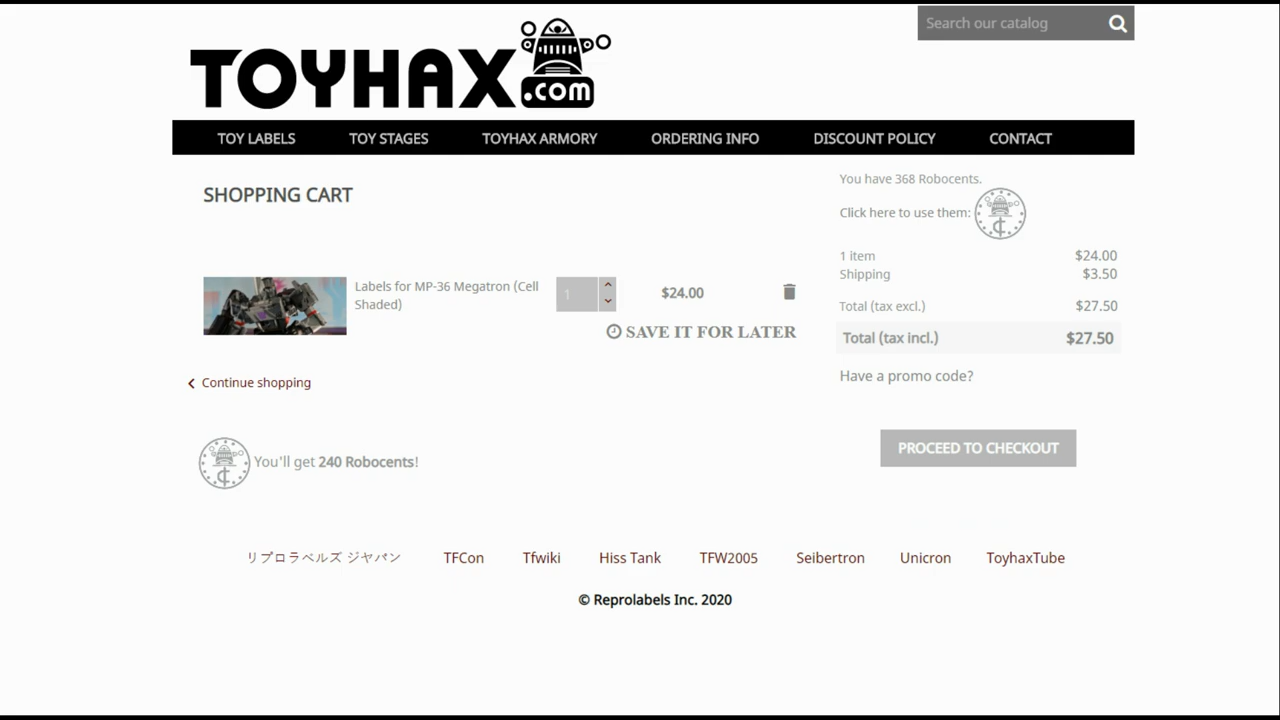 Search our catalog
TOYHAX
.com
TOY LABELS TOY STAGES TOYHAX ARMORY ORDERING INFO DISCOUNT POLICY CONTACT
SHOPPING CART
You have 368 Robocents.
Click here to use them:
1 item $24.00
Shipping $3.50
Total (tax excl.) $27.50
Total (tax incl.) $27.50
Have a promo code?
PROCEED TO CHECKOUT
Labels for MP-36 Megatron (Cell
Shaded)
1
$24.00
SAVE IT FOR LATER
Continue shopping
You'll get 240 Robocents!
リプロラベルズ ジャパン TFCon Tfwiki Hiss Tank TFW2005 Seibertron Unicron ToyhaxTube
© Reprolabels Inc. 2020